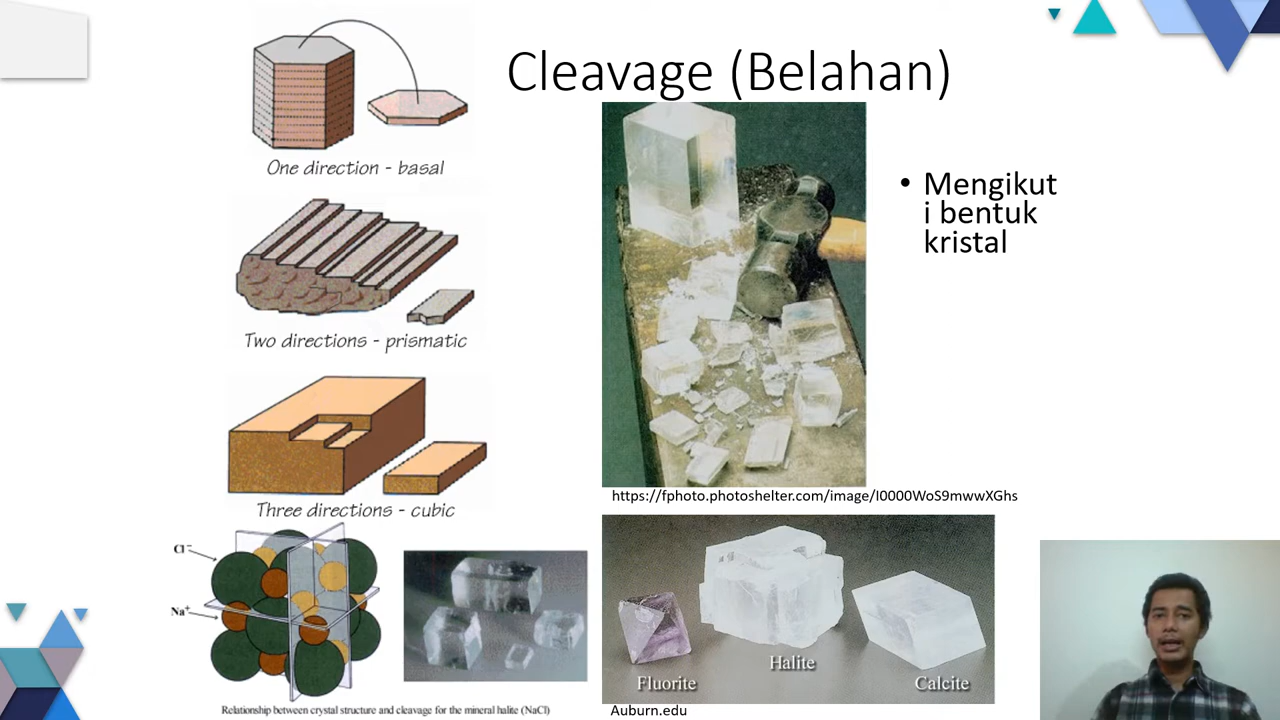 Cleavage (Belahan)
One direction - basal
Two directions - prismatic
Three directions - cubic
Cl⁻
Na⁺
Relationship between crystal structure and cleavage for the mineral halite (NaCl)
https://fphoto.photoshelter.com/image/I0000WoS9mwwXGhs
Fluorite
Halite
Calcite
Auburn.edu
• Mengikut
i bentuk
kristal